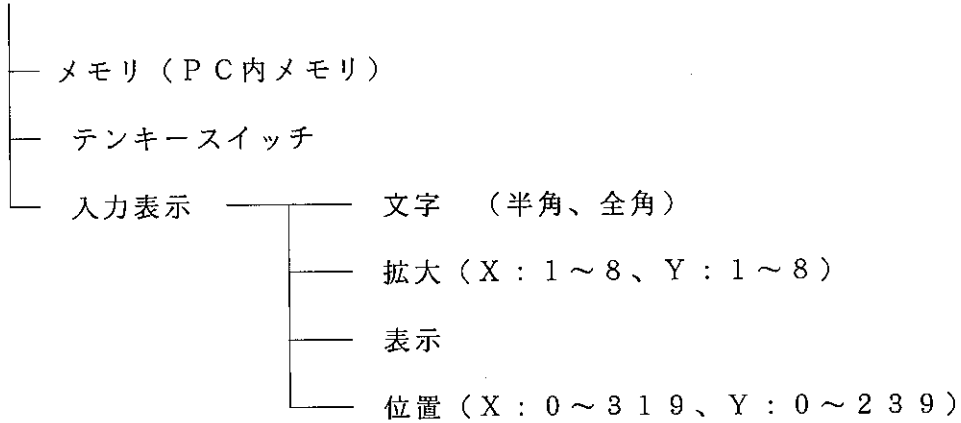 メモリ（ＰＣ内メモリ）
テンキースイッチ
入力表示　文字　（半角、全角）
拡大（Ｘ：１～８、Ｙ：１～８）
表示
位置（Ｘ：０～３１９、Ｙ：０～２３９）